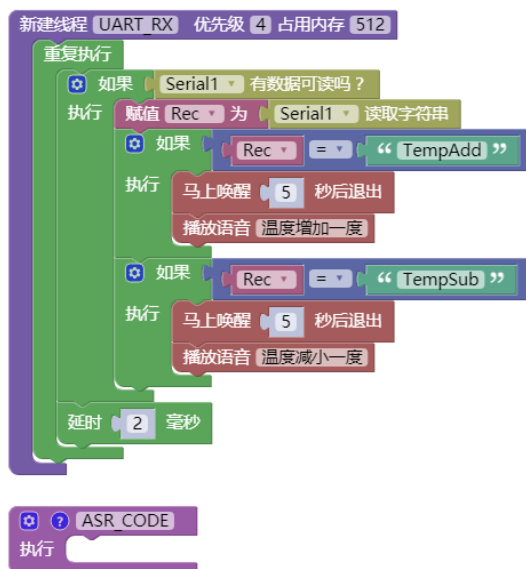 新建线程 UART_RX 优先级 4 占用内存 512
重复执行
如果 Serial1 有数据可读吗？
执行 赋值 Rec 为 Serial1 读取字符串
如果 Rec = “ TempAdd ”
执行 马上唤醒 5 秒后退出
播放语音 温度增加一度
如果 Rec = “ TempSub ”
执行 马上唤醒 5 秒后退出
播放语音 温度减小一度
延时 2 毫秒
? ASR_CODE
执行